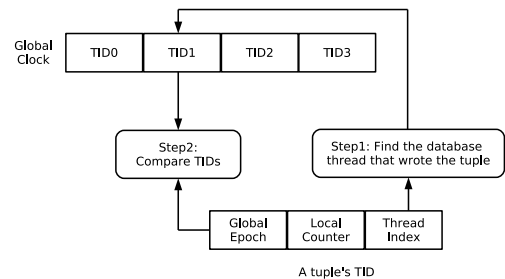 Global
Clock
TID0 TID1 TID2 TID3
Step2:
Compare TIDs
Step1: Find the database
thread that wrote the tuple
Global
Epoch
Local
Counter
Thread
Index
A tuple's TID